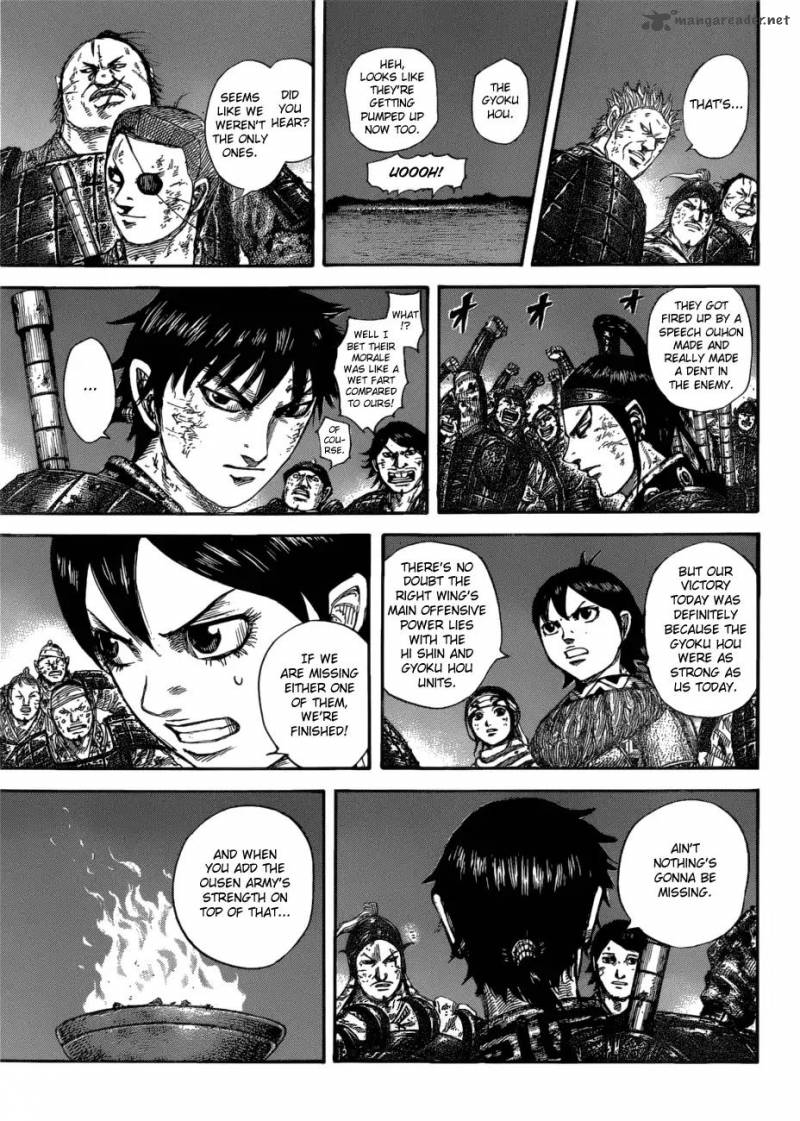 mangareader.net
THAT'S...
THE
GYOKU
HOU.
HEH,
LOOKS LIKE
THEY'RE
GETTING
PUMPED UP
NOW TOO.
UOOOH!
DID
YOU
HEAR?
SEEMS
LIKE WE
WEREN'T
THE ONLY
ONES.
THEY GOT
FIRED UP BY A
SPEECH OUHON
MADE AND
REALLY MADE
A DENT IN
THE ENEMY.
オオ
WHAT
!?
WELL I
BET THEIR
MORALE
WAS LIKE A
WET FART
COMPARED
TO OURS!
OF
COU-
RSE.
...
BUT OUR
VICTORY
TODAY WAS
DEFINITELY
BECAUSE THE
GYOKU HOU
WERE AS
STRONG AS
US TODAY.
THERE'S NO
DOUBT THE
RIGHT WING'S
MAIN OFFENSIVE
POWER LIES
WITH THE
HI SHIN AND
GYOKU HOU
UNITS.
IF WE
ARE MISSING
EITHER ONE
OF THEM,
WE'RE
FINISHED!
AIN'T
NOTHING'S
GONNA BE
MISSING.
AND WHEN
YOU ADD THE
OUSEN ARMY'S
STRENGTH ON
TOP OF THAT...